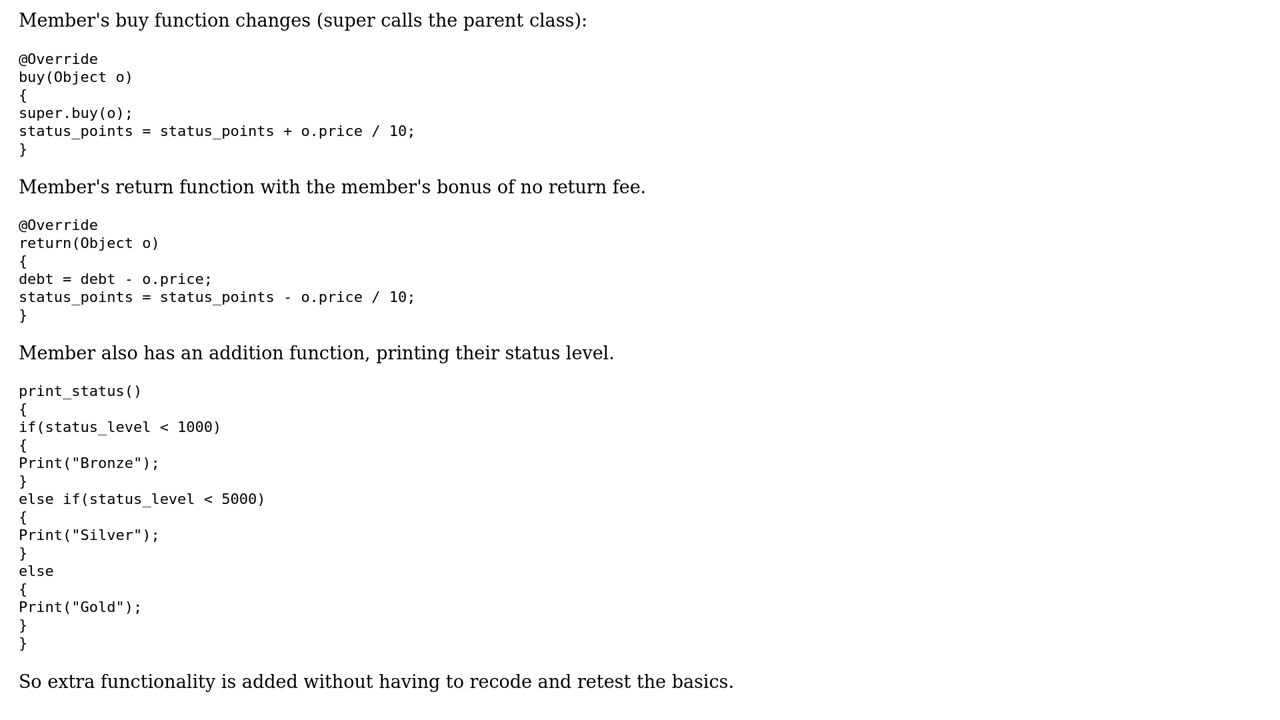 Member's buy function changes (super calls the parent class):
@Override
buy(Object o)
{
super.buy(o);
status_points = status_points + o.price / 10;
}
Member's return function with the member's bonus of no return fee.
@Override
return(Object o)
{
debt = debt - o.price;
status_points = status_points - o.price / 10;
}
Member also has an addition function, printing their status level.
print_status()
{
if(status_level < 1000)
{
Print("Bronze");
}
else if(status_level < 5000)
{
Print("Silver");
}
else
{
Print("Gold");
}
}
So extra functionality is added without having to recode and retest the basics.